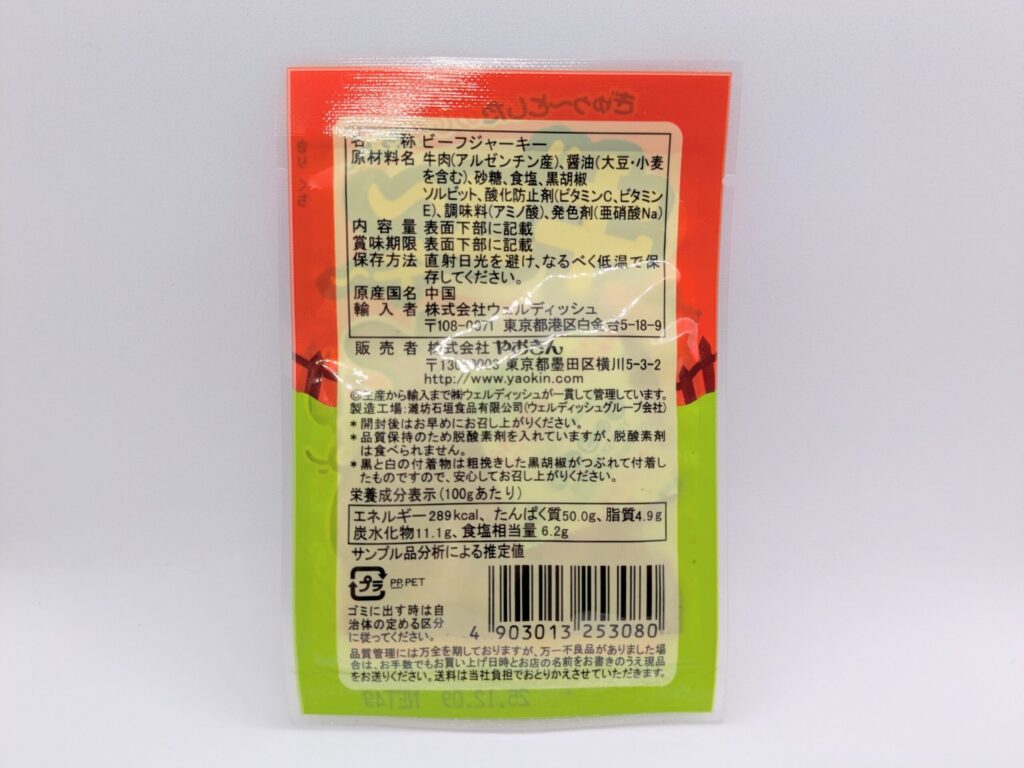 名称 ビーフジャーキー
原材料名 牛肉(アルゼンチン産)、醤油(大豆・小麦
を含む)、砂糖、食塩、黒胡椒
ソルビット、酸化防止剤(ビタミンC、ビタミン
E)、調味料(アミノ酸)、発色剤(亜硝酸Na)
内容量 表面下部に記載
賞味期限 表面下部に記載
保存方法 直射日光を避け、なるべく低温で保
存してください。
原産国名 中国
輸入者 株式会社ウェルディッシュ
〒108-0071 東京都港区白金台5-18-9
販売者 株式会社やおきん
〒130-0003 東京都墨田区横川5-3-2
http://www.yaokin.com
◎生産から輸入まで㈱ウェルディッシュが一貫して管理しています。
製造工場:濰坊石垣食品有限公司(ウェルディッシュグループ会社)
*開封後はお早めにお召し上がりください。
*品質保持のため脱酸素剤を入れていますが、脱酸素剤
は食べられません。
*黒と白の付着物は粗挽きした黒胡椒がつぶれて付着し
たものですので、安心してお召し上がりください。
栄養成分表示(100gあたり)
エネルギー289kcal、たんぱく質50.0g、脂質4.9g
炭水化物11.1g、食塩相当量 6.2g
サンプル品分析による推定値
プラ PP,PET
ゴミに出す時は自
治体の定める区分
に従ってください。
4 903013 253080
品質管理には万全を期しておりますが、万一不良品がありました場
合は、お手数でもお買い上げ日時とお店の名前をお書きのうえ現品
をお送りください。送料は当社負担でおとりかえさせていただきます。
25.12.09 NET4g